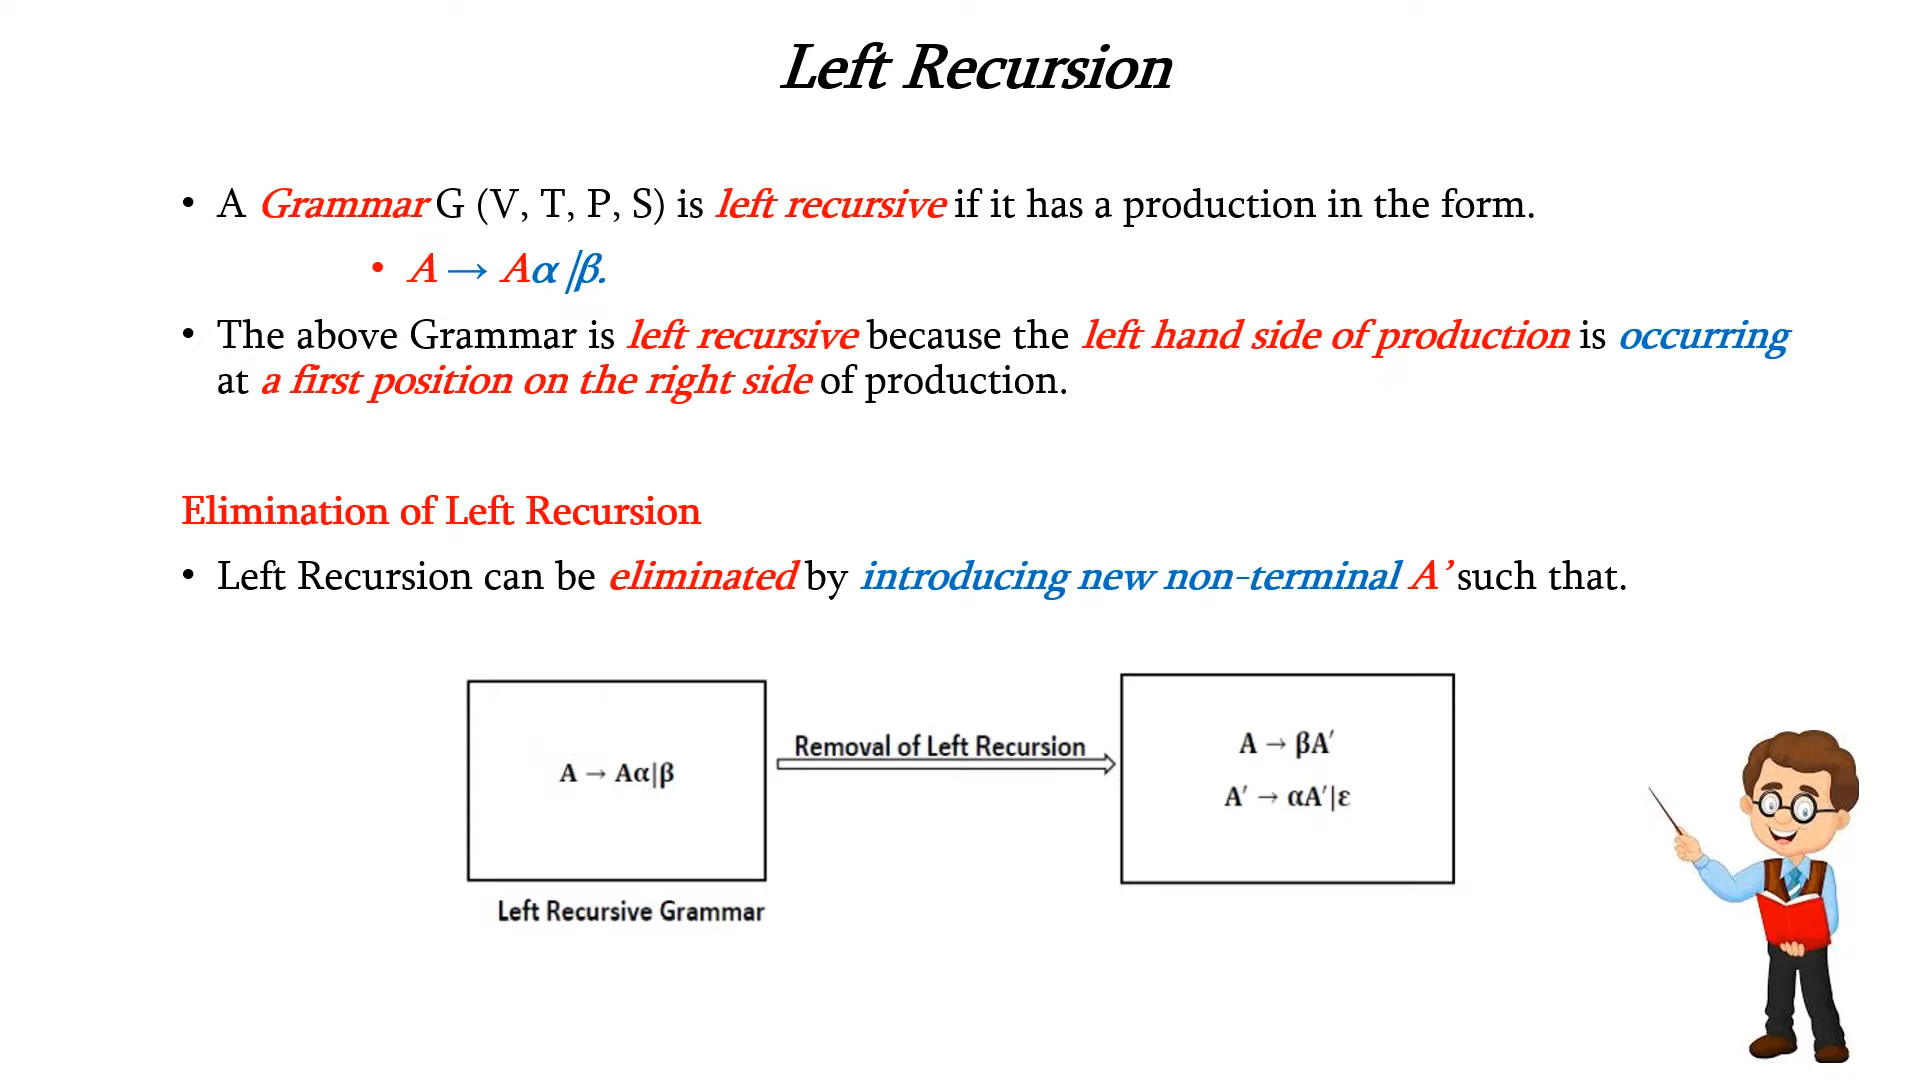 Left Recursion
• A Grammar G (V, T, P, S) is left recursive if it has a production in the form.
• A → Aα |β.
• The above Grammar is left recursive because the left hand side of production is occurring
at a first position on the right side of production.
Elimination of Left Recursion
• Left Recursion can be eliminated by introducing new non-terminal A’ such that.
A → Aα|β
Left Recursive Grammar
Removal of Left Recursion
A → βA′
A′ → αA′|ε